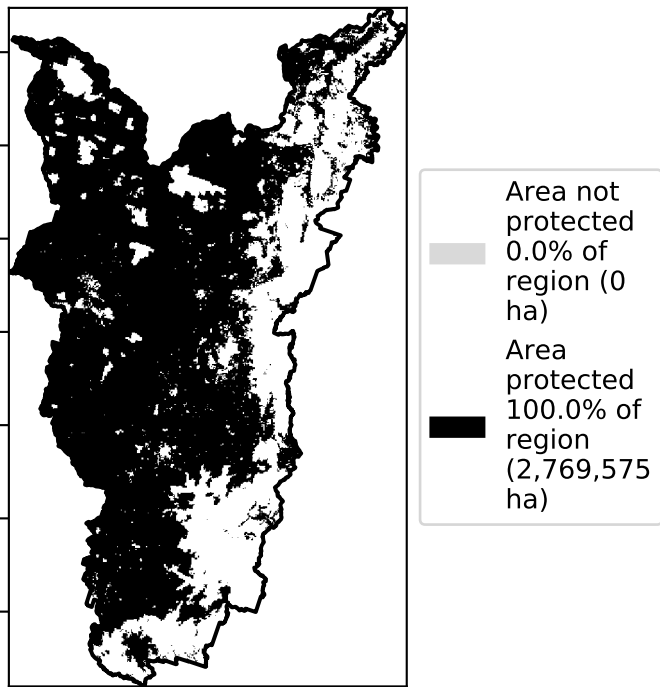 Area not
protected
0.0% of
region (0
ha)
Area
protected
100.0% of
region
(2,769,575
ha)